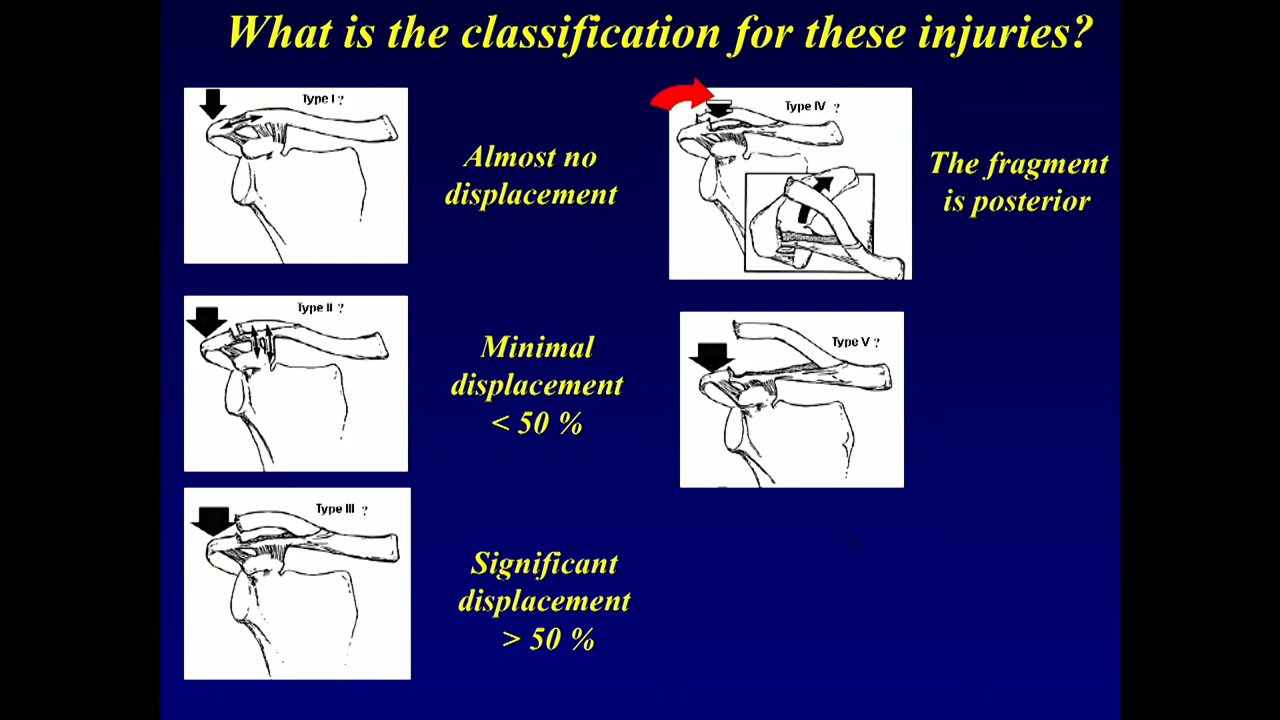 What is the classification for these injuries?
Type I ?
Almost no
displacement
Type II ?
Minimal
displacement
< 50 %
Type III ?
Significant
displacement
> 50 %
Type IV ?
The fragment
is posterior
Type V ?